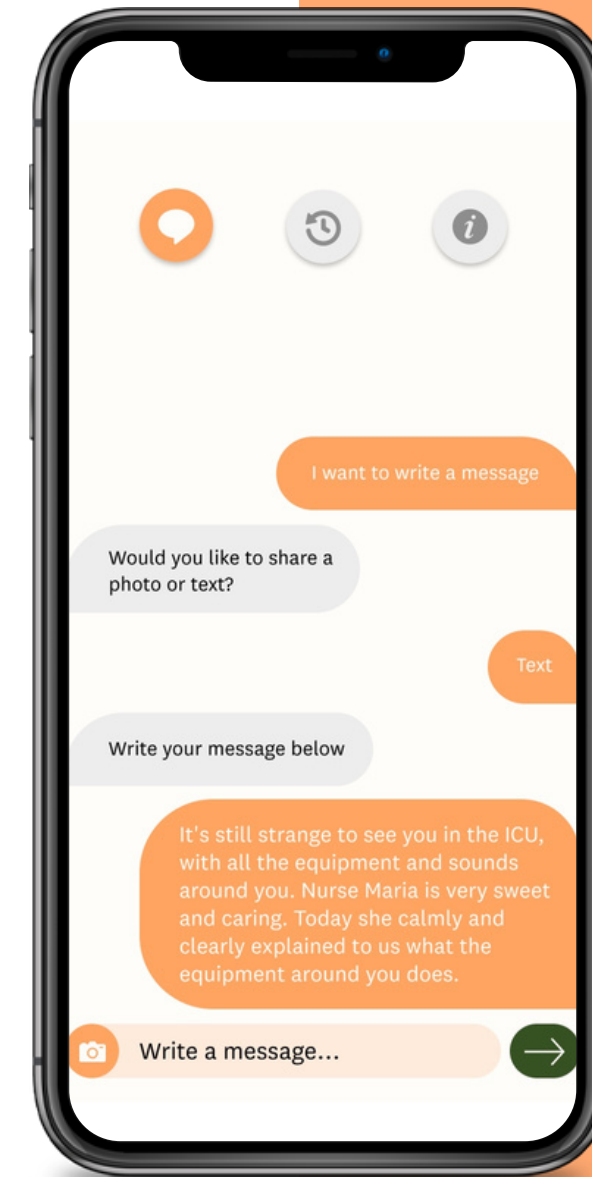 I want to write a message
Would you like to share a
photo or text?
Text
Write your message below
It's still strange to see you in the ICU,
with all the equipment and sounds
around you. Nurse Maria is very sweet
and caring. Today she calmly and
clearly explained to us what the
equipment around you does.
Write a message...